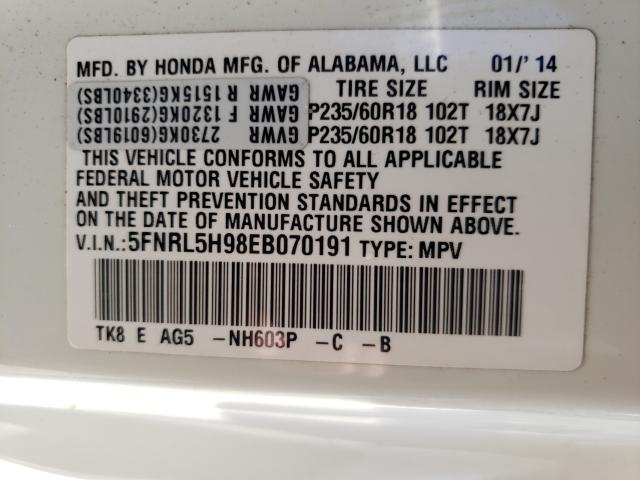 MFD. BY HONDA MFG. OF ALABAMA, LLC 01/' 14
GVWR 2730KG(6019LBS)
GAWR F 1320KG(2910LBS)
GAWR R 1515KG(3340LBS)
TIRE SIZE RIM SIZE
P235/60R18 102T 18X7J
P235/60R18 102T 18X7J
THIS VEHICLE CONFORMS TO ALL APPLICABLE
FEDERAL MOTOR VEHICLE SAFETY
AND THEFT PREVENTION STANDARDS IN EFFECT
ON THE DATE OF MANUFACTURE SHOWN ABOVE.
V.I.N.:5FNRL5H98EB070191 TYPE: MPV
TK8 E AG5 -NH603P -C -B